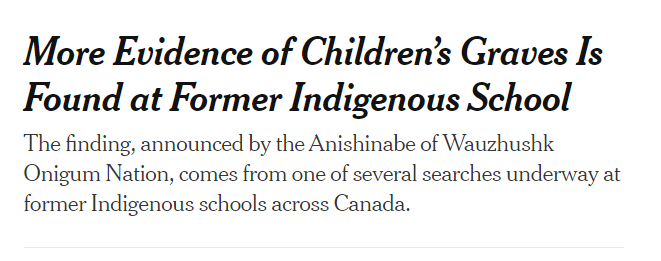 More Evidence of Children’s Graves Is
Found at Former Indigenous School
The finding, announced by the Anishinabe of Wauzhushk
Onigum Nation, comes from one of several searches underway at
former Indigenous schools across Canada.